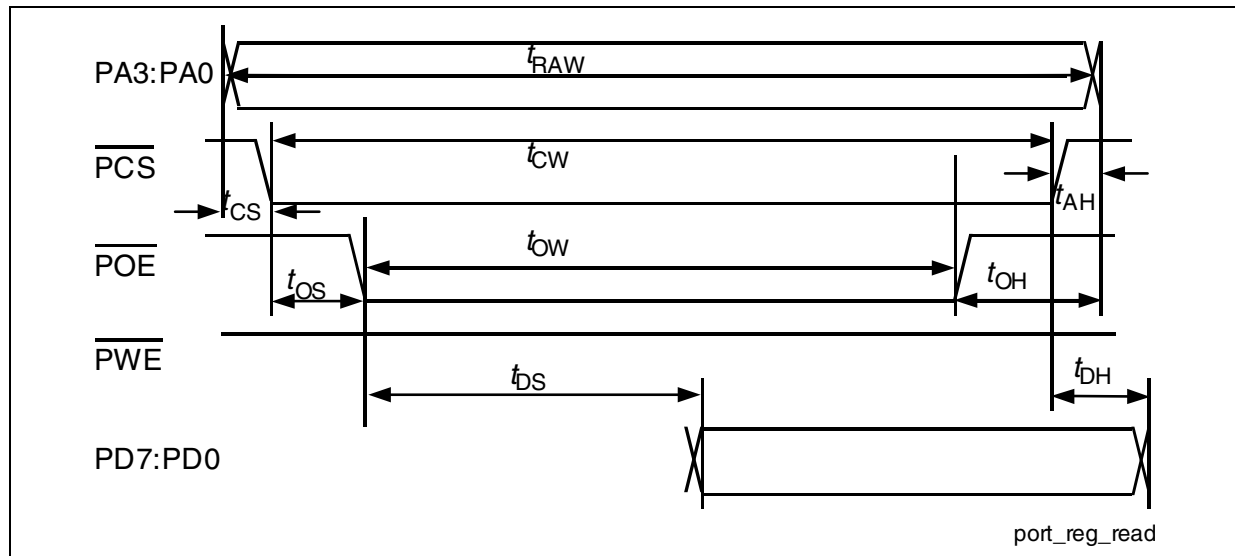 PA3:PA0
tRAW
PCS
tCW
tCS
tAH
POE
tOW
tOS
tOH
PWE
tDS
tDH
PD7:PD0
port_reg_read